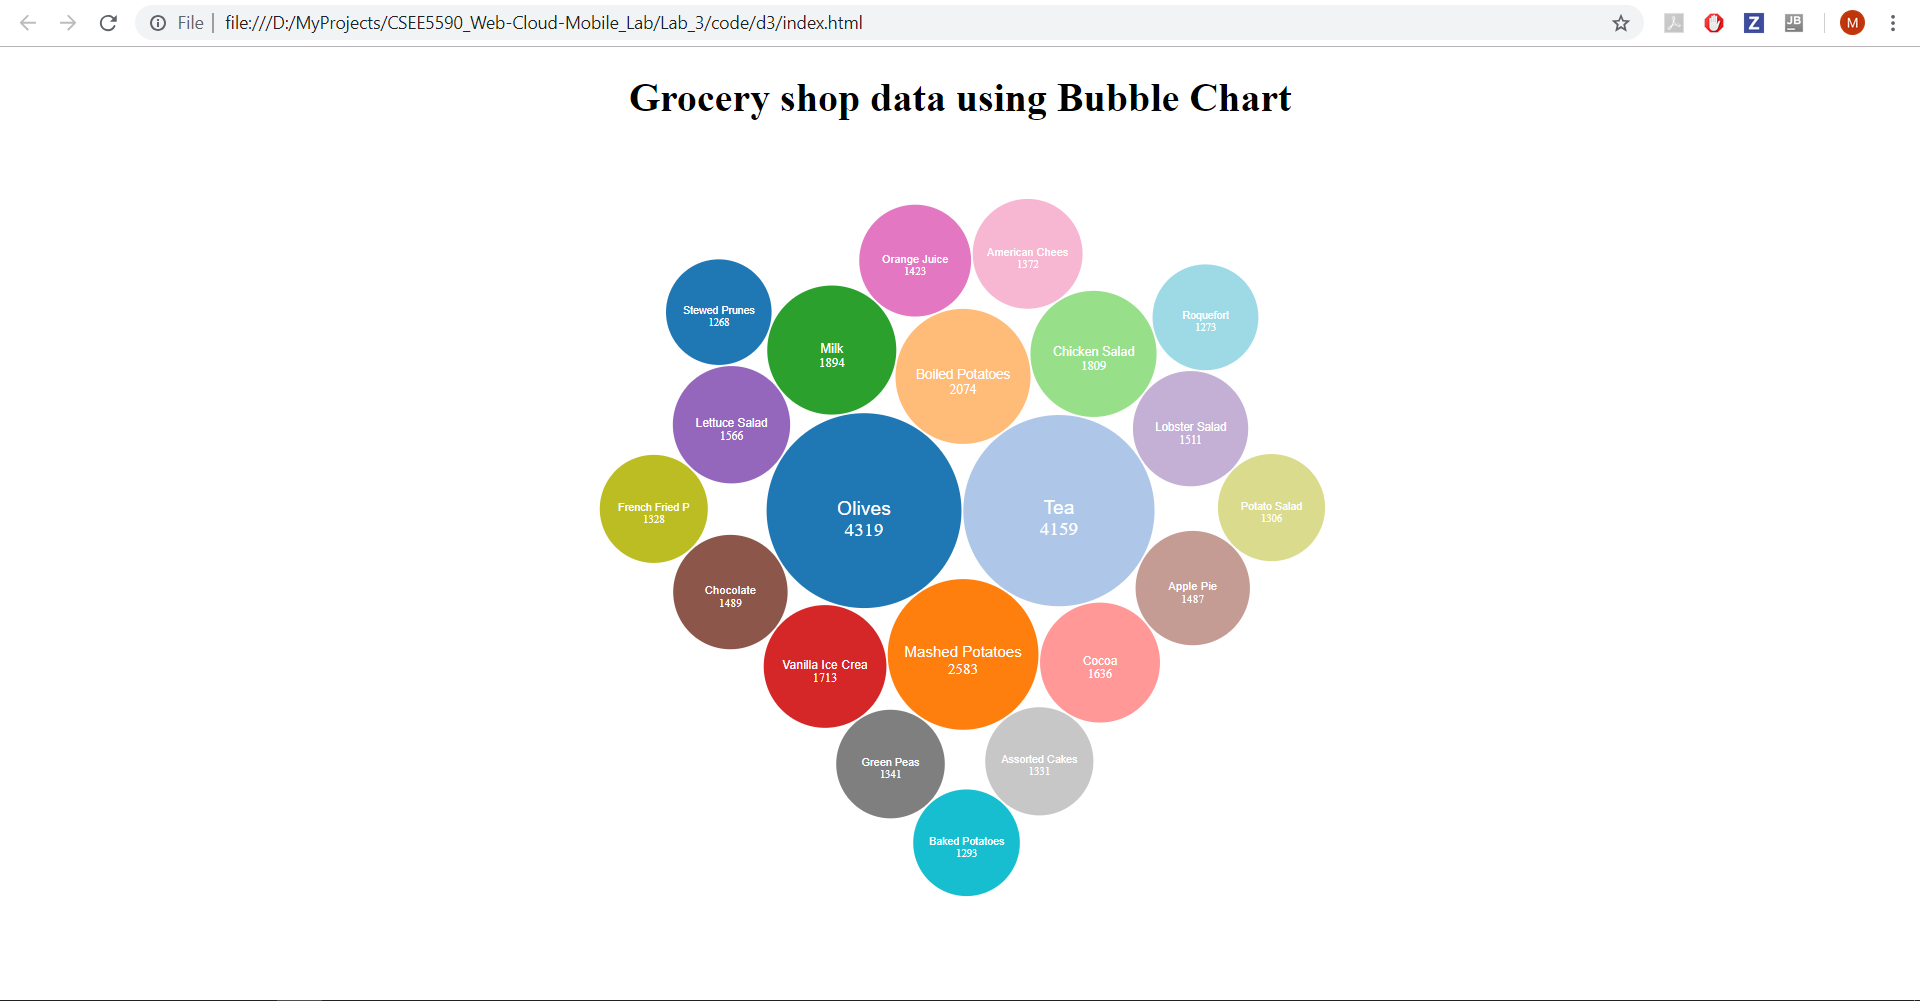 File
file:///D:/MyProjects/CSEE5590_Web-Cloud-Mobile_Lab/Lab_3/code/d3/index.html
Z
JB
M
Grocery shop data using Bubble Chart
Orange Juice
1423
American Chees
1372
Stewed Prunes
1268
Roquefort
1273
Milk
1894
Boiled Potatoes
2074
Chicken Salad
1809
Lettuce Salad
1566
Lobster Salad
1511
French Fried P
1328
Olives
4319
Tea
4159
Potato Salad
1306
Chocolate
1489
Apple Pie
1487
Vanilla Ice Crea
1713
Mashed Potatoes
2583
Cocoa
1636
Green Peas
1341
Assorted Cakes
1331
Baked Potatoes
1293